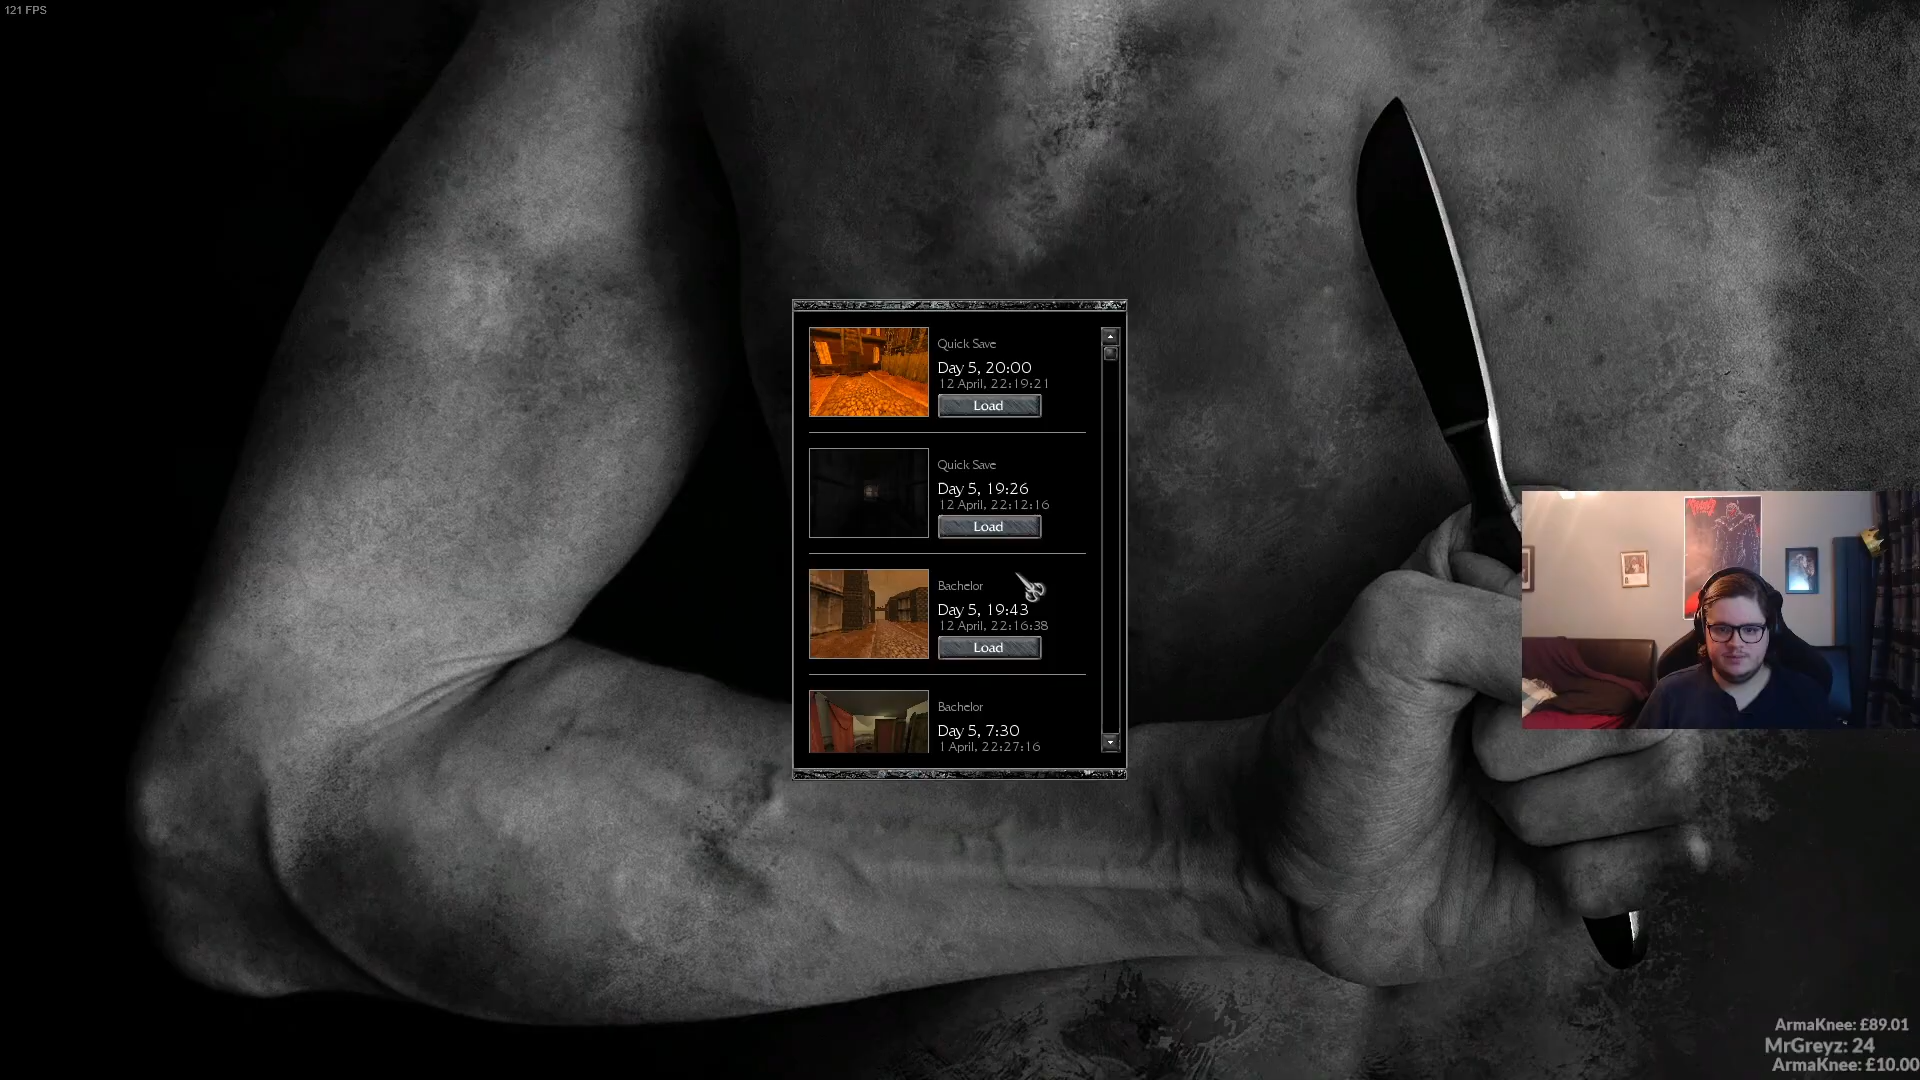 121 FPS
Quick Save
Day 5, 20:00
12 April, 22:19:21
Load
Quick Save
Day 5, 19:26
12 April, 22:12:16
Load
Bachelor
Day 5, 19:43
12 April, 22:16:38
Load
Bachelor
Day 5, 7:30
1 April, 22:27:16
ArmaKnee: £89.01
MrGreyz: 24
ArmaKnee: £10.00